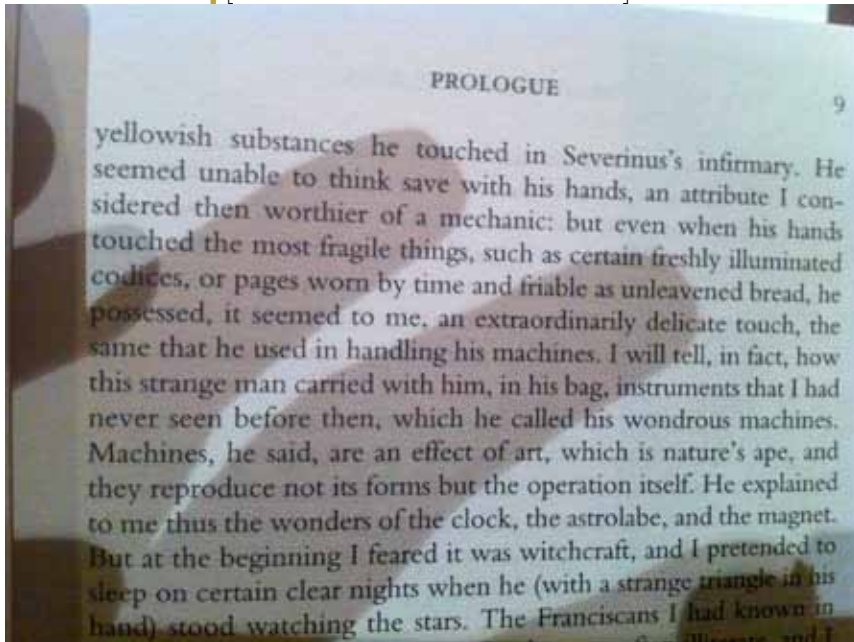 PROLOGUE
9
yellowish substances he touched in Severinus's infirmary. He
seemed unable to think save with his hands, an attribute I con-
sidered then worthier of a mechanic: but even when his hands
touched the most fragile things, such as certain freshly illuminated
codices, or pages worn by time and friable as unleavened bread, he
possessed, it seemed to me, an extraordinarily delicate touch, the
same that he used in handling his machines. I will tell, in fact, how
this strange man carried with him, in his bag, instruments that I had
never seen before then, which he called his wondrous machines.
Machines, he said, are an effect of art, which is nature's ape, and
they reproduce not its forms but the operation itself. He explained
to me thus the wonders of the clock, the astrolabe, and the magnet.
But at the beginning I feared it was witchcraft, and I pretended to
sleep on certain clear nights when he (with a strange triangle in his
hand) stood watching the stars. The Franciscans I had known in
and I